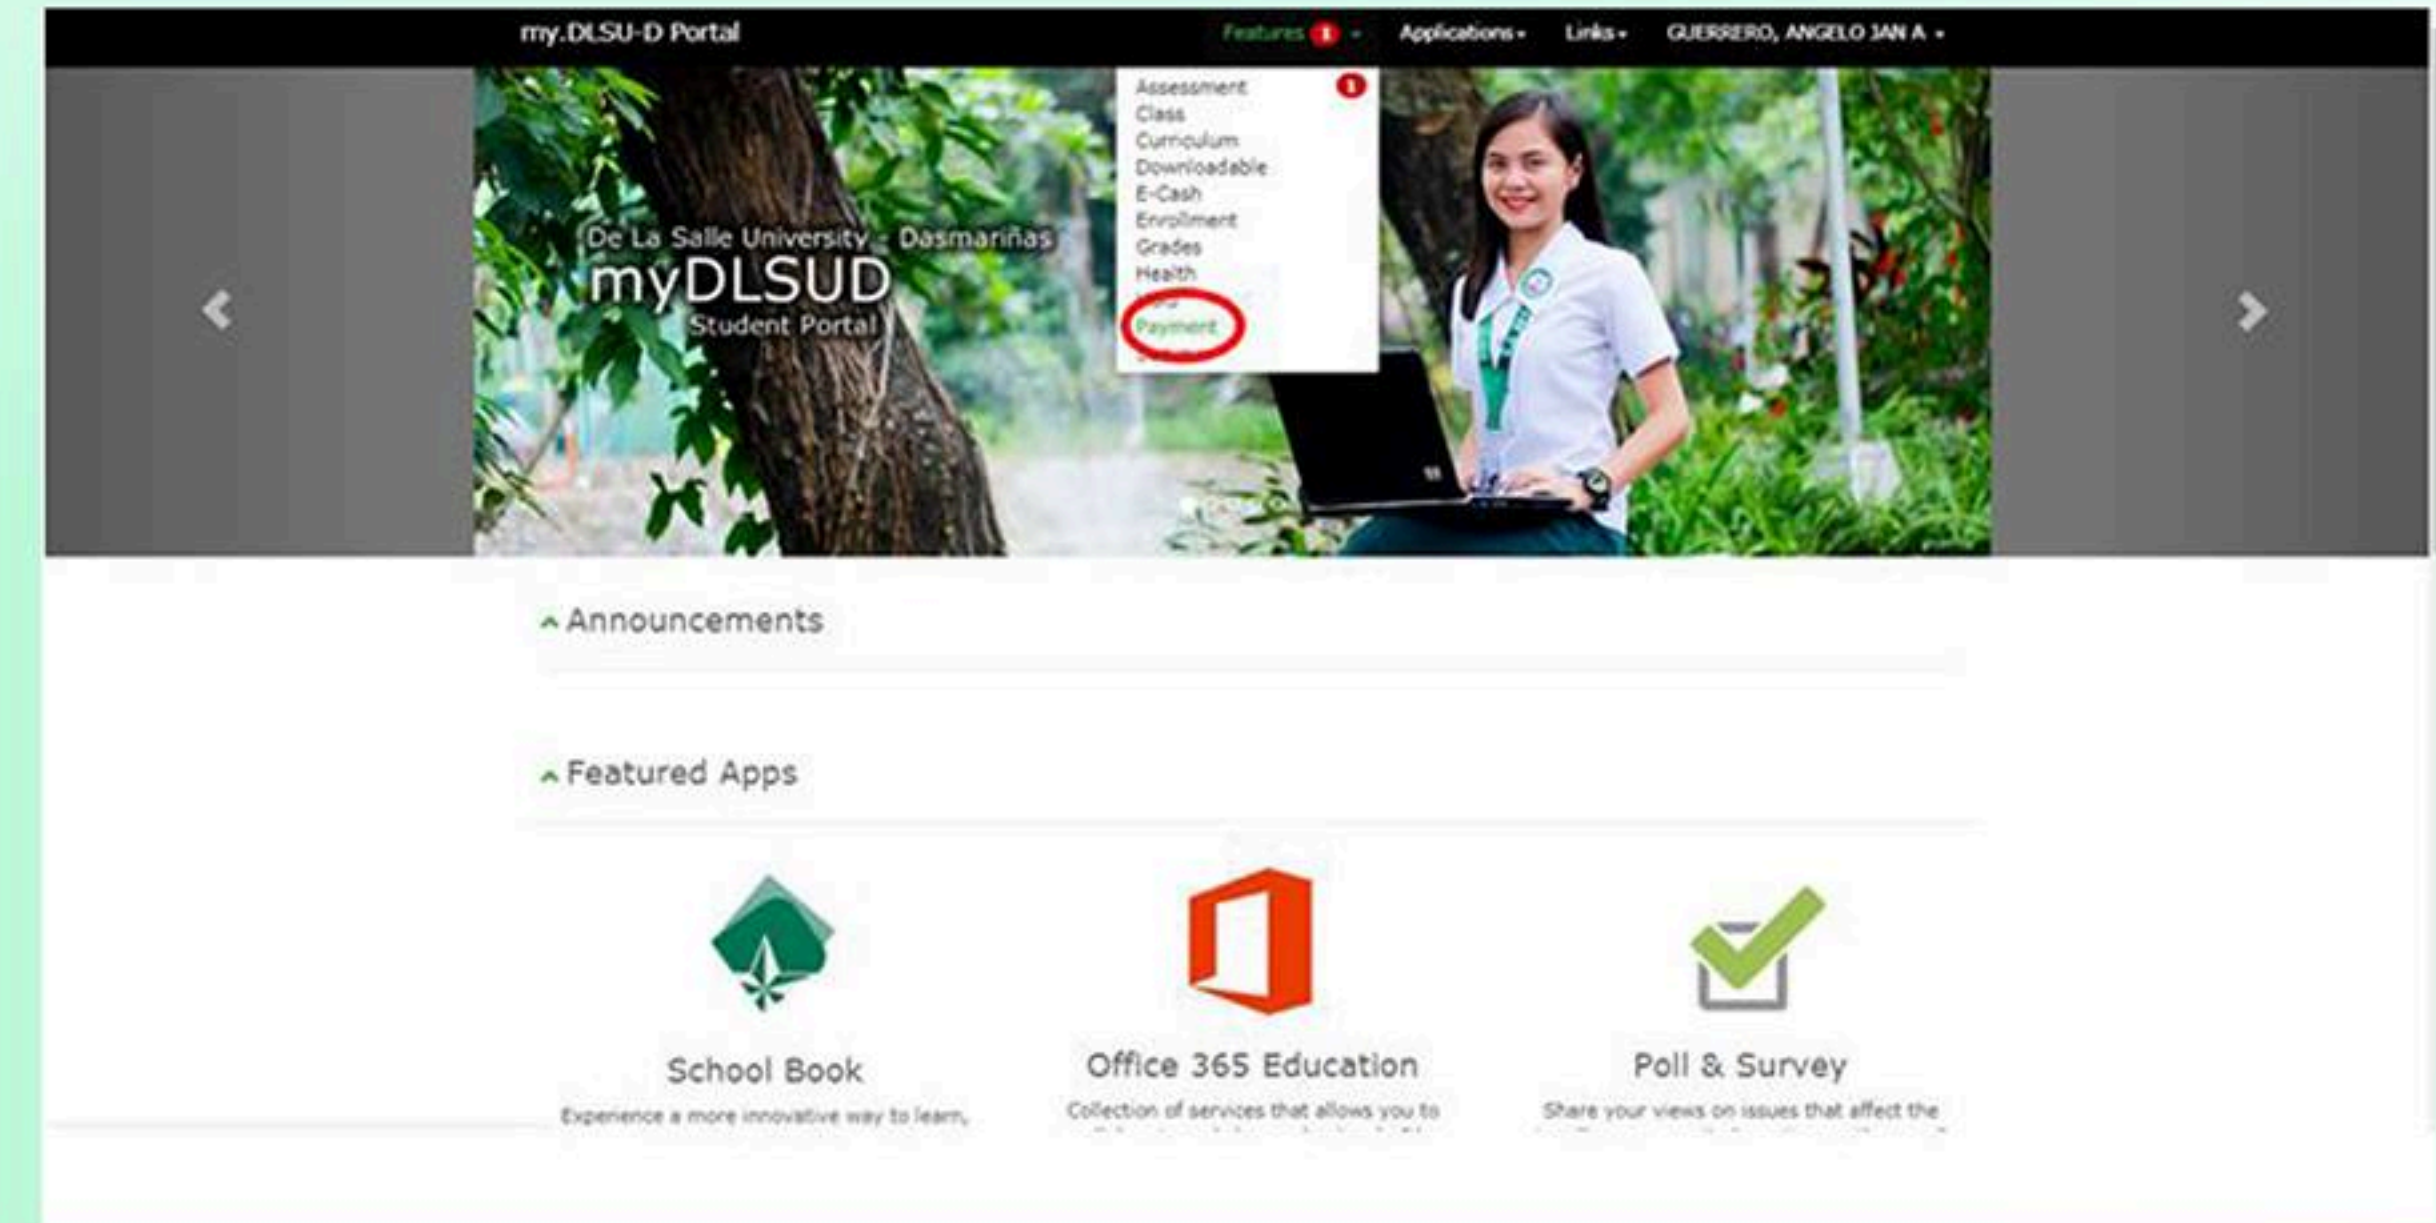 my.DLSU-D Portal
Features 1
Applications
Links
GUERRERO, ANGELO JAN A
Assessment 1
Class
Curriculum
Downloadable
E-Cash
Enrollment
Grades
Health
Payment
De La Salle University - Dasmariñas
myDLSUD
Student Portal
Announcements
Featured Apps
School Book
Experience a more innovative way to learn,
Office 365 Education
Collection of services that allows you to
Poll & Survey
Share your views on issues that affect the